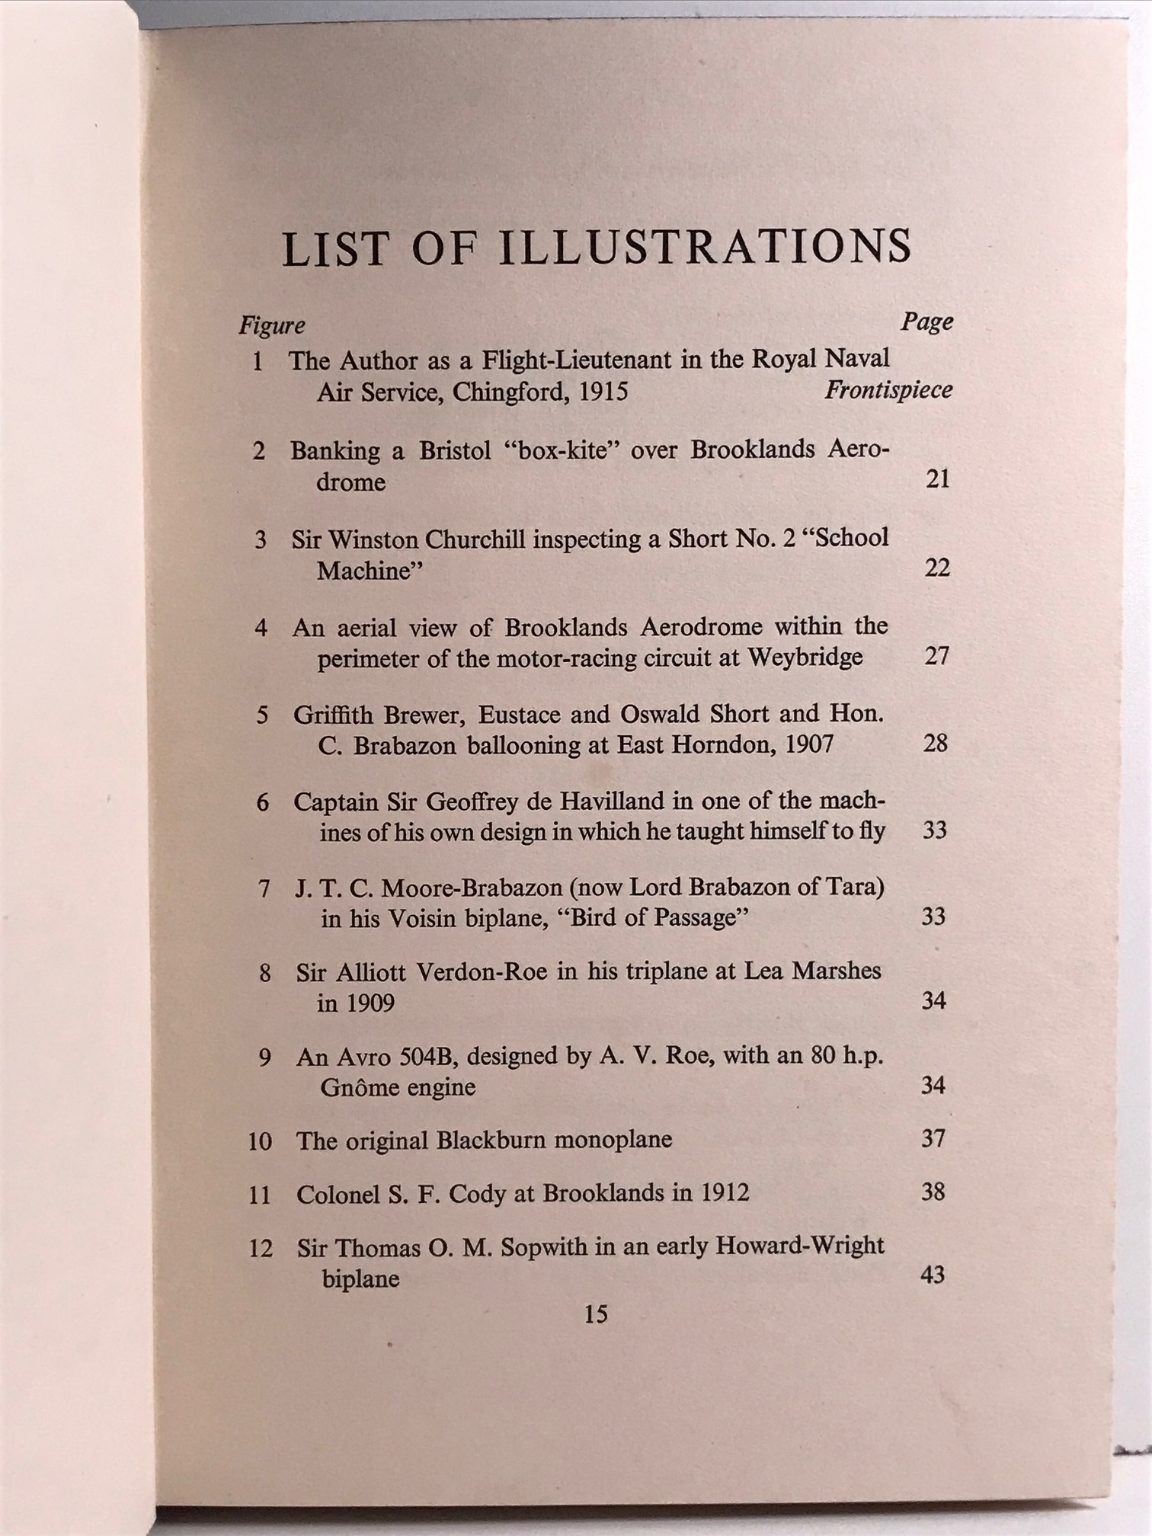 LIST OF ILLUSTRATIONS
Figure Page
1 The Author as a Flight-Lieutenant in the Royal Naval
Air Service, Chingford, 1915 Frontispiece
2 Banking a Bristol “box-kite” over Brooklands Aero-
drome 21
3 Sir Winston Churchill inspecting a Short No. 2 “School
Machine” 22
4 An aerial view of Brooklands Aerodrome within the
perimeter of the motor-racing circuit at Weybridge 27
5 Griffith Brewer, Eustace and Oswald Short and Hon.
C. Brabazon ballooning at East Horndon, 1907 28
6 Captain Sir Geoffrey de Havilland in one of the mach-
ines of his own design in which he taught himself to fly 33
7 J. T. C. Moore-Brabazon (now Lord Brabazon of Tara)
in his Voisin biplane, “Bird of Passage” 33
8 Sir Alliott Verdon-Roe in his triplane at Lea Marshes
in 1909 34
9 An Avro 504B, designed by A. V. Roe, with an 80 h.p.
Gnôme engine 34
10 The original Blackburn monoplane 37
11 Colonel S. F. Cody at Brooklands in 1912 38
12 Sir Thomas O. M. Sopwith in an early Howard-Wright
biplane 43
15